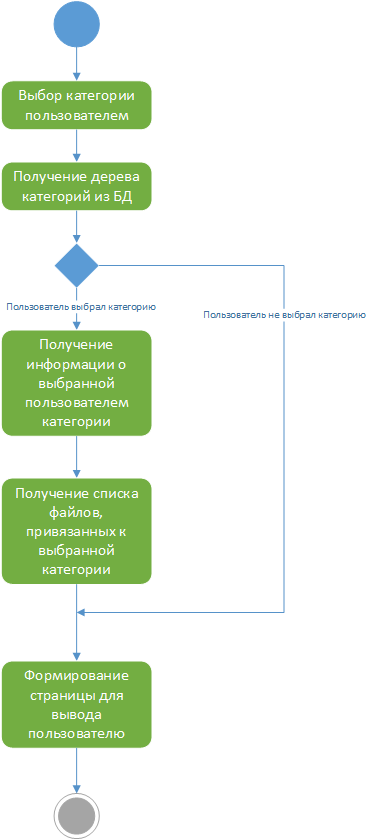 Выбор категории
пользователем
Получение дерева
категорий из БД
Пользователь выбрал категорию
Пользователь не выбрал категорию
Получение
информации о
выбранной
пользователем
категории
Получение списка
файлов,
привязанных к
выбранной
категории
Формирование
страницы для
вывода
пользователю